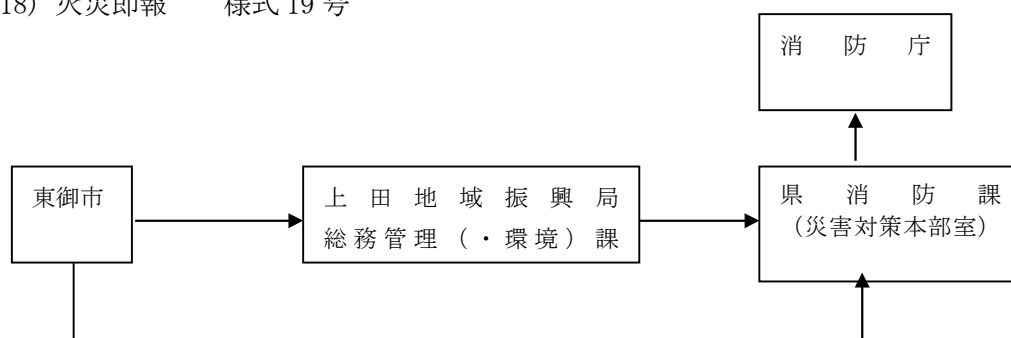 18) 火災即報　　様式 19 号
消　防　庁
東御市
上田地域振興局
総務管理（・環境）課
県消防課
（災害対策本部室）